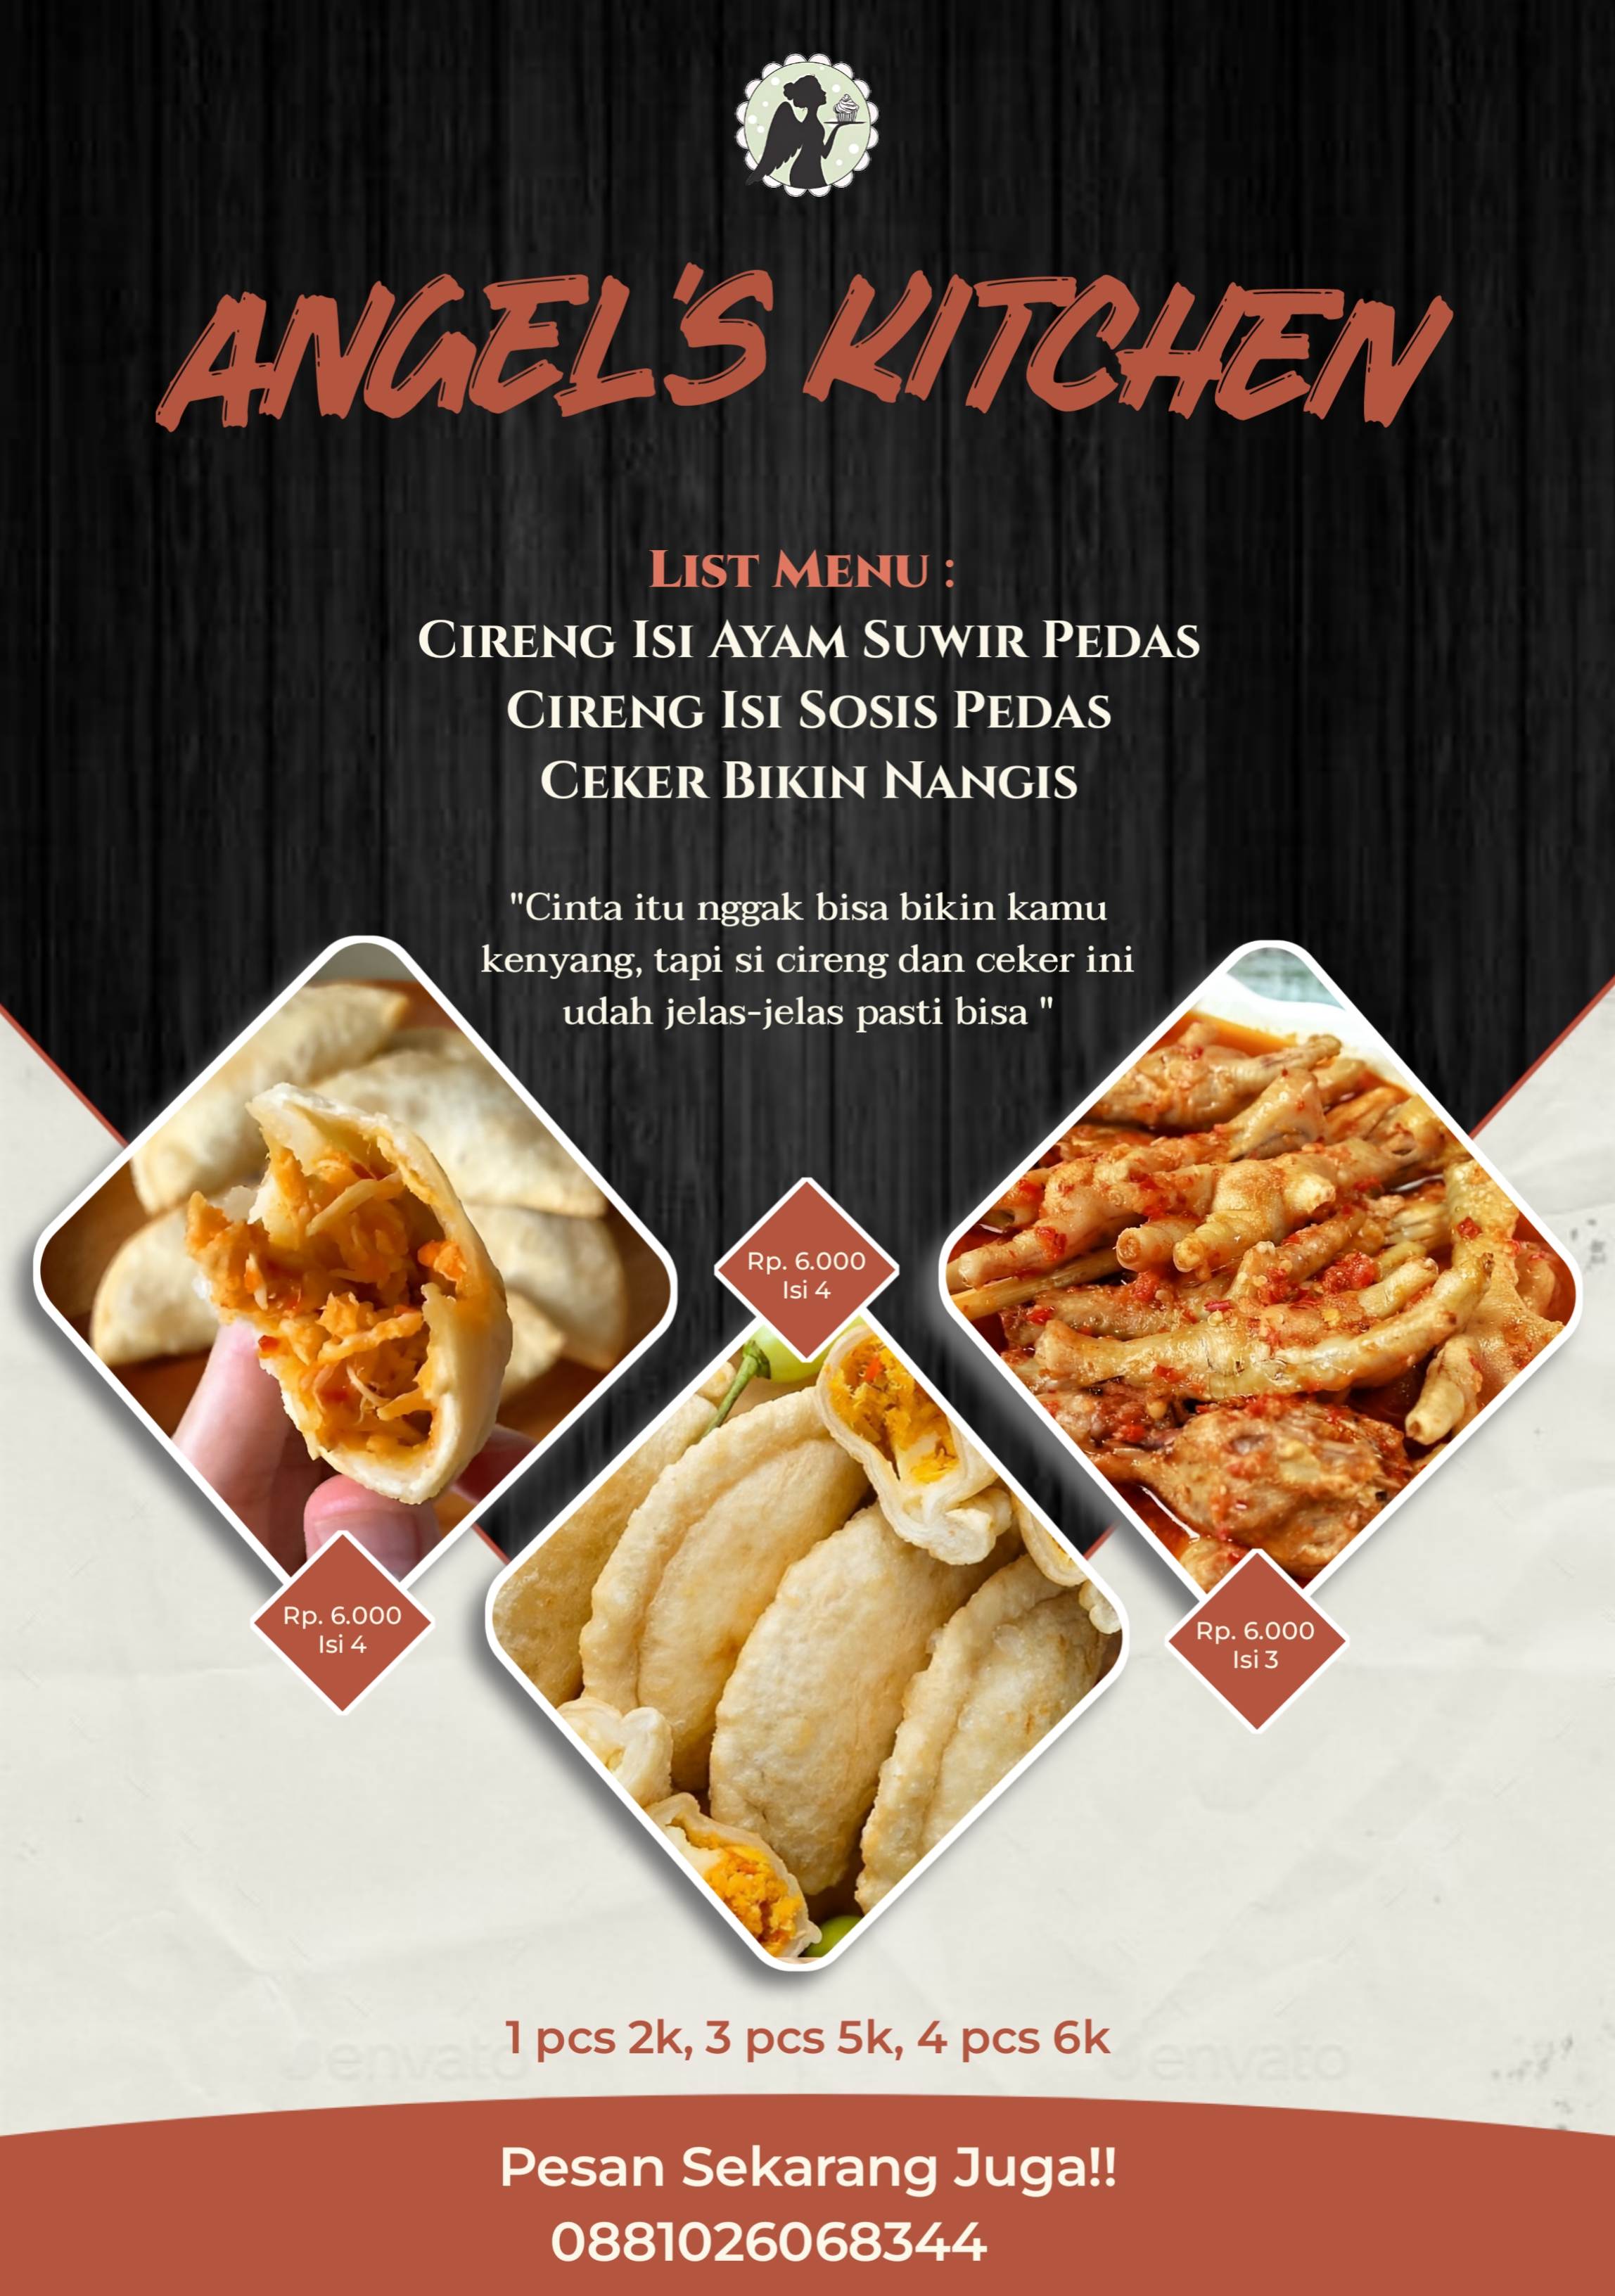 ANGEL'S KITCHEN
List Menu :
Cireng Isi Ayam Suwir Pedas
Cireng Isi Sosis Pedas
Ceker Bikin Nangis
"Cinta itu nggak bisa bikin kamu
kenyang, tapi si cireng dan ceker ini
udah jelas-jelas pasti bisa "
Rp. 6.000
Isi 4
Rp. 6.000
Isi 4
Rp. 6.000
Isi 3
1 pcs 2k, 3 pcs 5k, 4 pcs 6k
envato
envato
Pesan Sekarang Juga!!
0881026068344